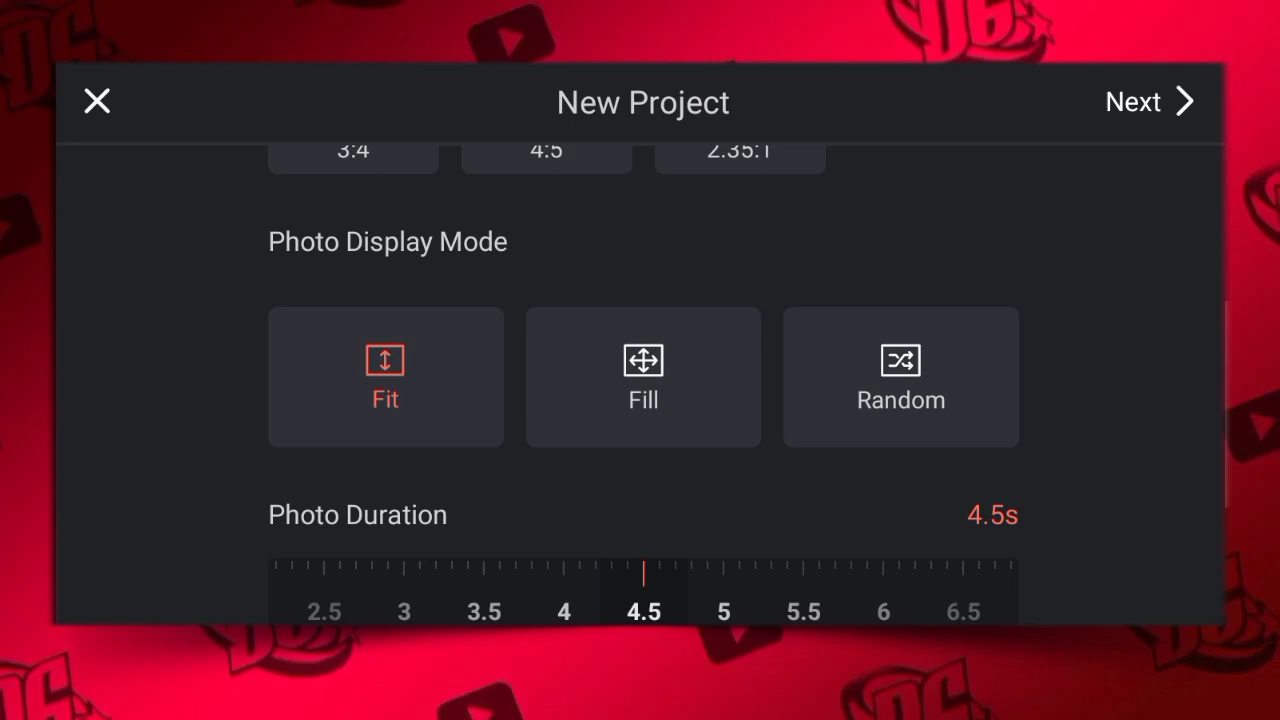 New Project
Next
3:4
4:5
2.35:1
Photo Display Mode
Fit
Fill
Random
Photo Duration
4.5s
2.5 3 3.5 4 4.5 5 5.5 6 6.5